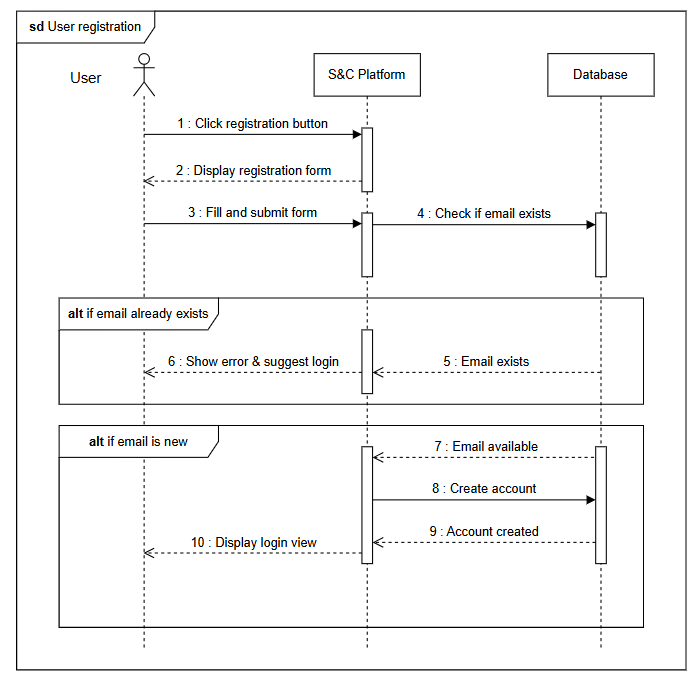 sd User registration
User
S&C Platform
Database
1 : Click registration button
2 : Display registration form
3 : Fill and submit form
4 : Check if email exists
alt if email already exists
6 : Show error & suggest login
5 : Email exists
alt if email is new
7 : Email available
8 : Create account
9 : Account created
10 : Display login view